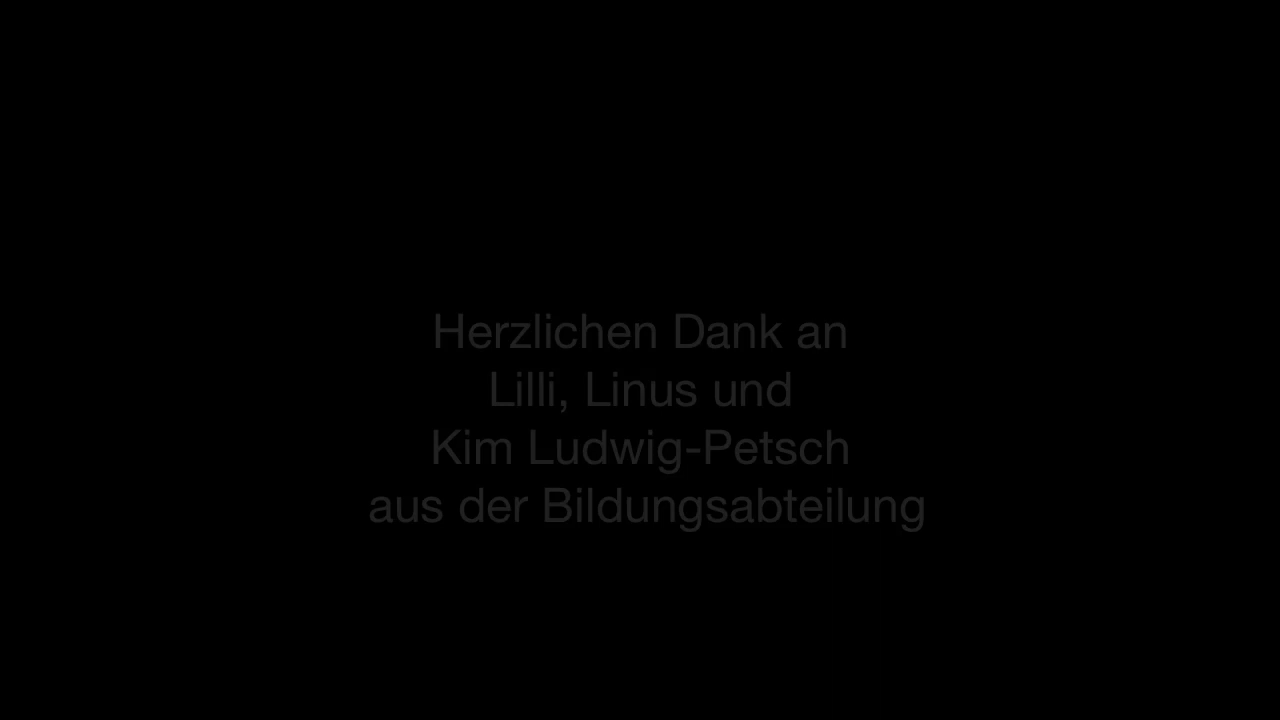 Herzlichen Dank an
Lilli, Linus und
Kim Ludwig-Petsch
aus der Bildungsabteilung